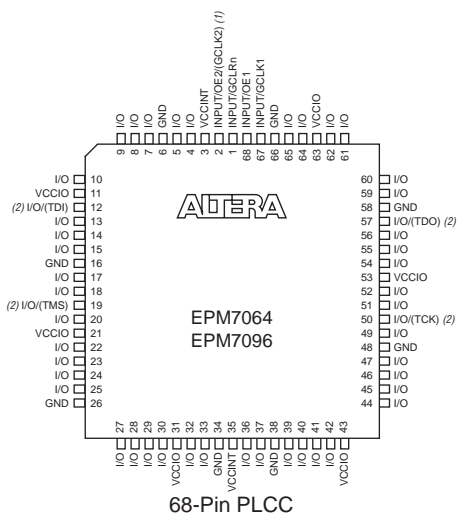 I/O
I/O
I/O
GND
I/O
I/O
VCCINT
INPUT/OE2/(GCLK2) (1)
INPUT/GCLRn
INPUT/OE1
INPUT/GCLK1
GND
I/O
I/O
VCCIO
I/O
I/O
9 8 7 6 5 4 3 2 1 68 67 66 65 64 63 62 61
I/O 10
VCCIO 11
(2) I/O/(TDI) 12
I/O 13
I/O 14
I/O 15
GND 16
I/O 17
I/O 18
(2) I/O/(TMS) 19
I/O 20
VCCIO 21
I/O 22
I/O 23
I/O 24
I/O 25
GND 26
ALTERA
EPM7064
EPM7096
60 I/O
59 I/O
58 GND
57 I/O/(TDO) (2)
56 I/O
55 I/O
54 I/O
53 VCCIO
52 I/O
51 I/O
50 I/O/(TCK) (2)
49 I/O
48 GND
47 I/O
46 I/O
45 I/O
44 I/O
27 28 29 30 31 32 33 34 35 36 37 38 39 40 41 42 43
I/O
I/O
I/O
I/O
VCCIO
I/O
I/O
GND
VCCINT
I/O
I/O
GND
I/O
I/O
I/O
I/O
VCCIO
68-Pin PLCC